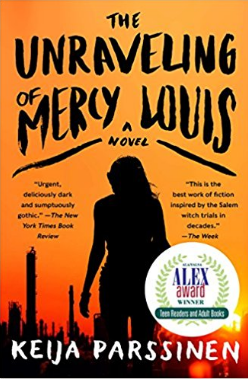 THE
UNRAVELING
OF MERCY LOUIS
A
NOVEL
"Urgent,
deliciously dark
and sumptuously
gothic." —The New
York Times Book
Review
"This is the
best work of fiction
inspired by the Salem
witch trials in
decades."
—The Week
ALEX
award
WINNER
Teen Readers and Adult Books
KEIJA PARSSINEN